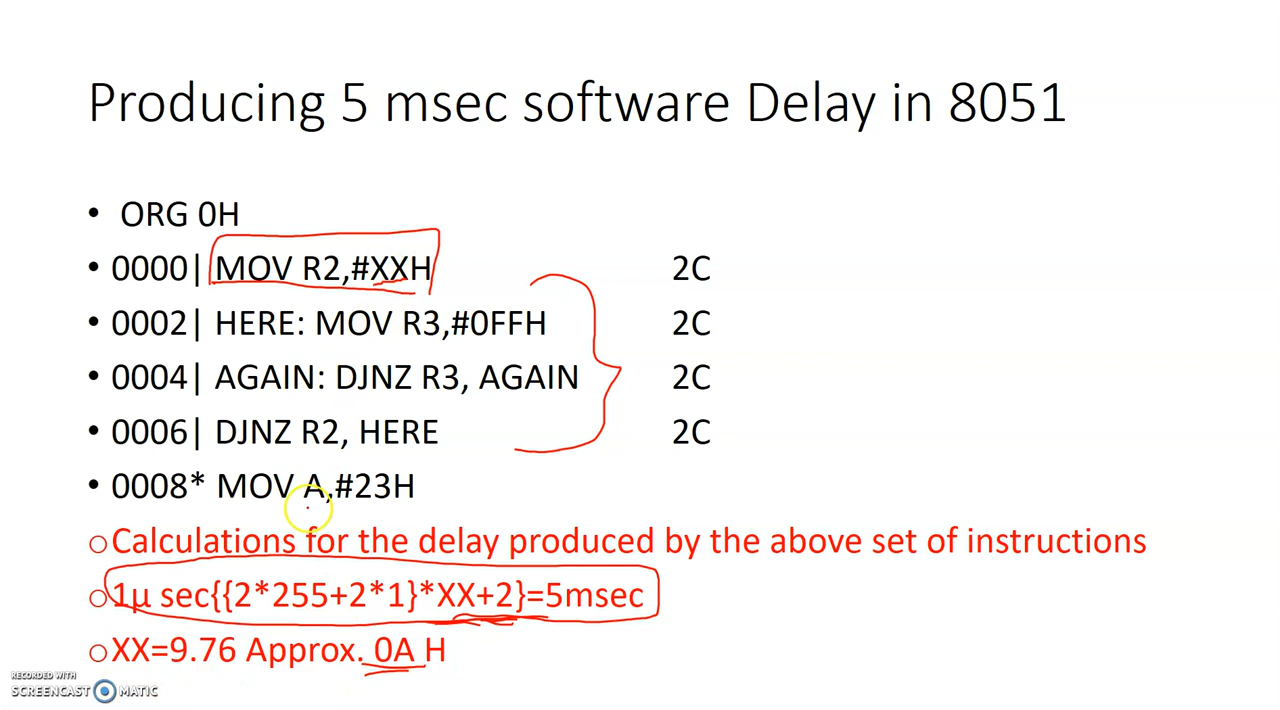 Producing 5 msec software Delay in 8051
• ORG 0H
• 0000| MOV R2,#XXH 2C
• 0002| HERE: MOV R3,#0FFH 2C
• 0004| AGAIN: DJNZ R3, AGAIN 2C
• 0006| DJNZ R2, HERE 2C
• 0008* MOV A,#23H
o Calculations for the delay produced by the above set of instructions
o 1µ sec{{2*255+2*1}*XX+2}=5msec
o XX=9.76 Approx. 0A H
RECORDED WITH
SCREENCAST MATIC